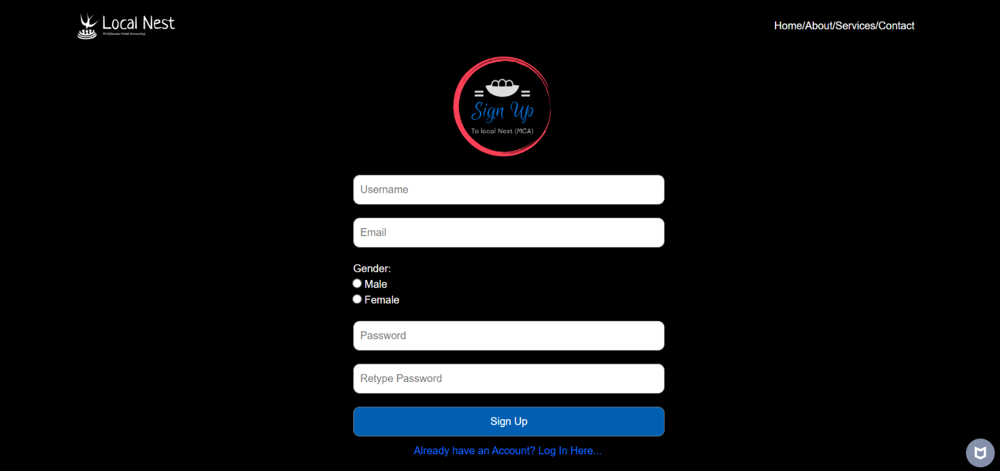 Local Nest
MCA(Sardar Patel University)
Home/About/Services/Contact
Sign Up
To local Nest (MCA)
Username
Email
Gender:
Male
Female
Password
Retype Password
Sign Up
Already have an Account? Log In Here...